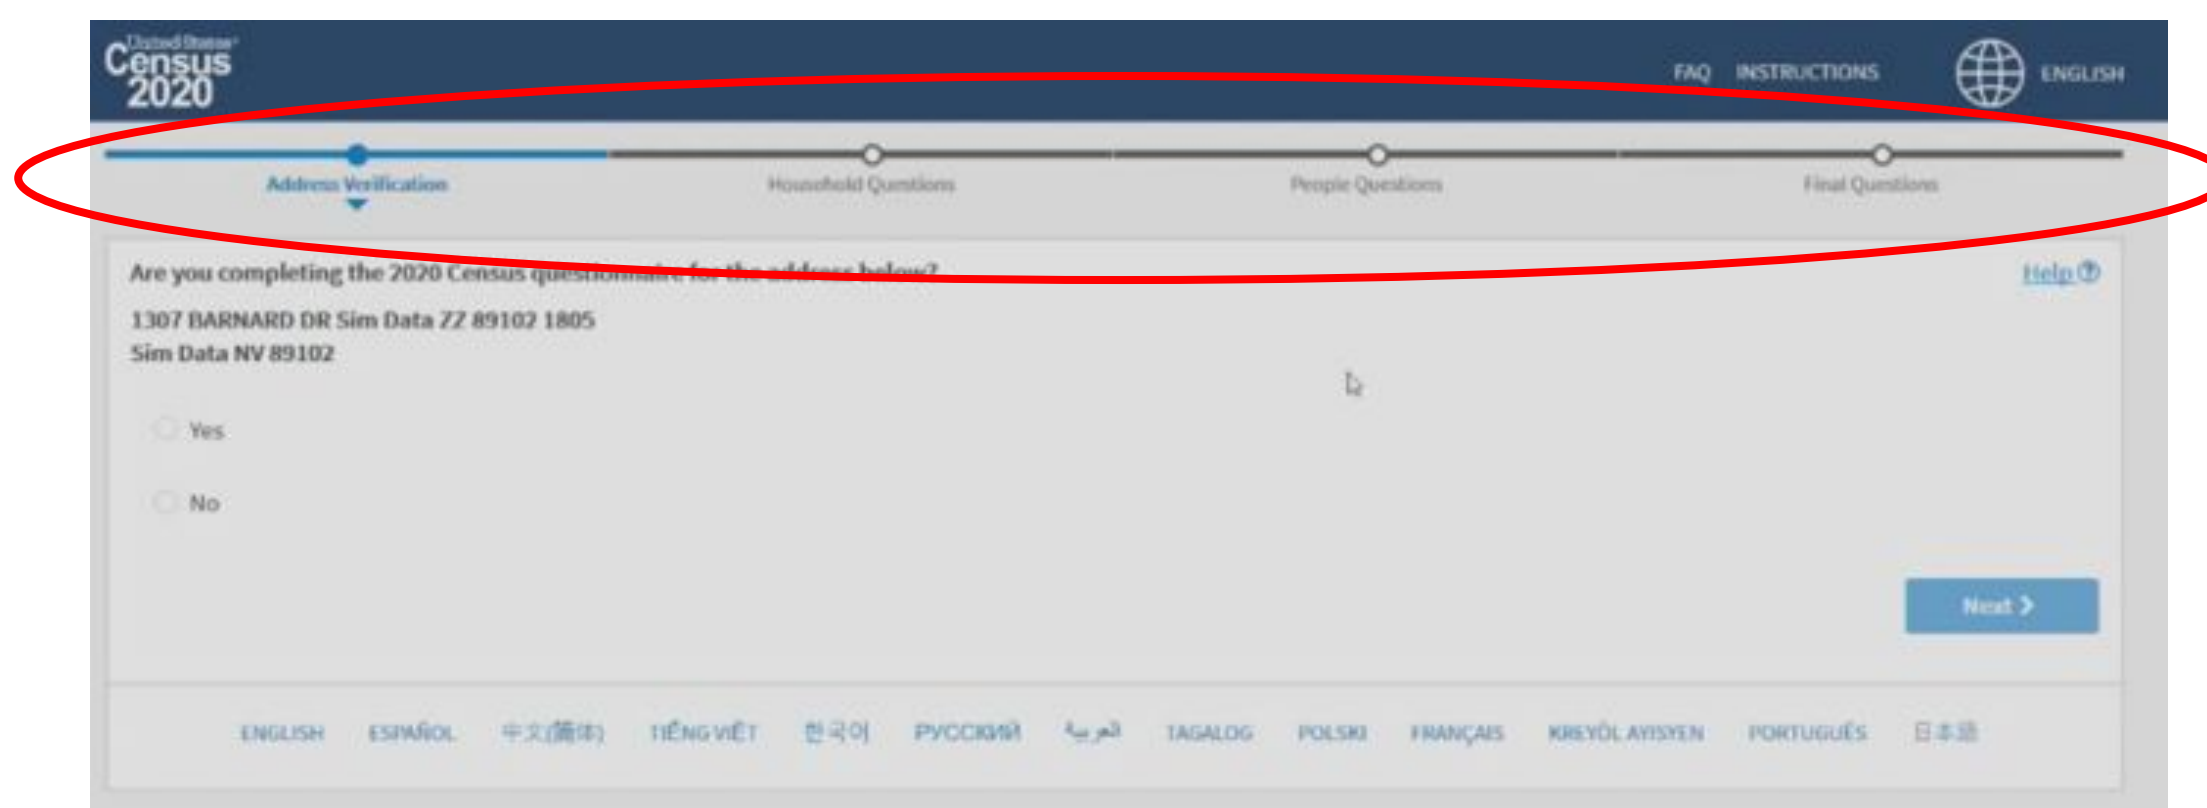 United States®
Census
2020
FAQ INSTRUCTIONS ENGLISH
Address Verification Household Questions People Questions Final Questions
Are you completing the 2020 Census questionnaire for the address below?
Help
1307 BARNARD DR Sim Data ZZ 89102 1805
Sim Data NV 89102
Yes
No
Next
ENGLISH ESPAÑOL 中文(简体) TIẾNG VIỆT 한국어 РУССКИЙ العربية TAGALOG POLSKI FRANÇAIS KREYÒL AYISYEN PORTUGUÊS 日本語